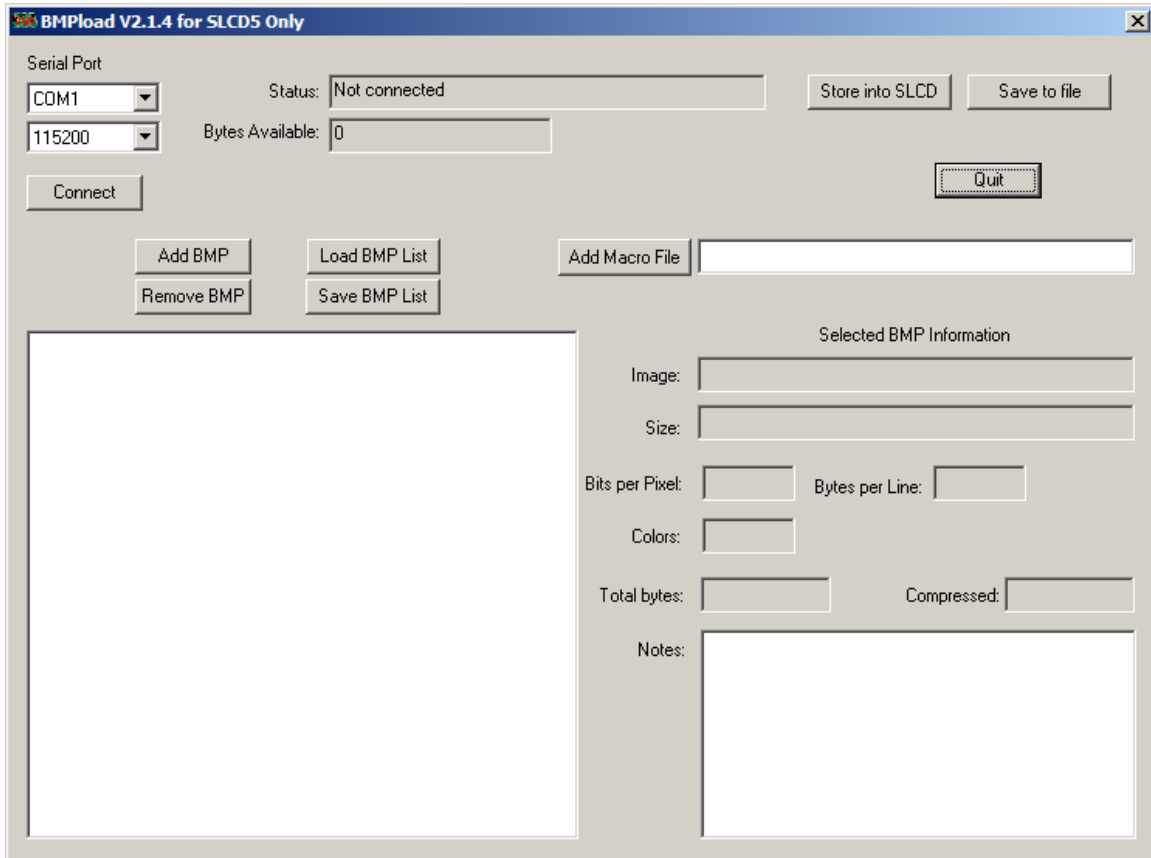 BMPload V2.1.4 for SLCD5 Only
Serial Port
COM1
Status: Not connected
Store into SLCD
Save to file
115200
Bytes Available: 0
Connect
Quit
Add BMP
Load BMP List
Add Macro File
Remove BMP
Save BMP List
Selected BMP Information
Image:
Size:
Bits per Pixel:
Bytes per Line:
Colors:
Total bytes:
Compressed:
Notes: